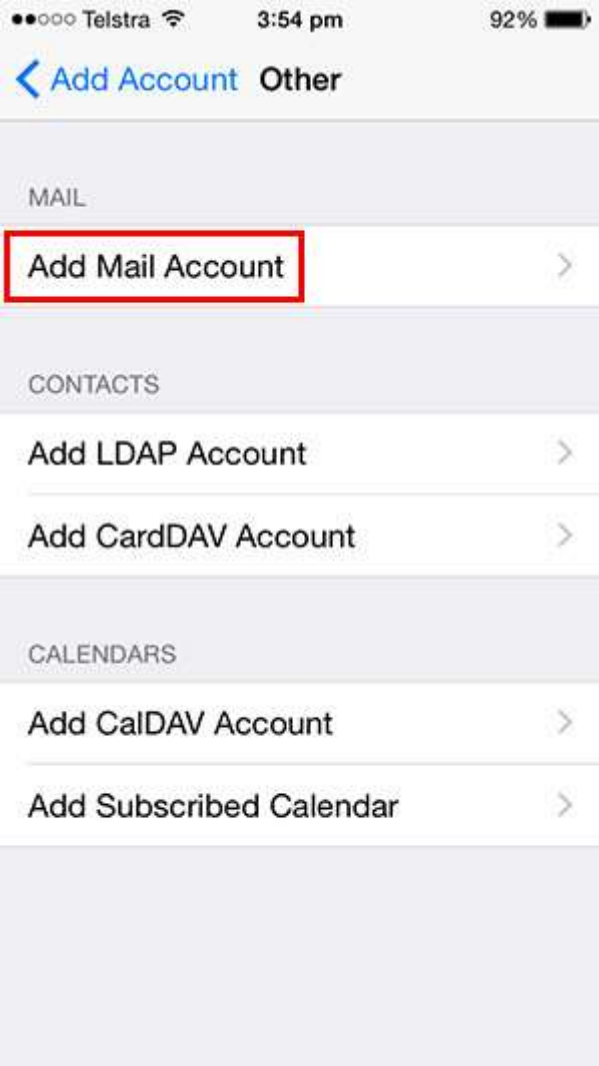 Telstra 3:54 pm 92%
Add Account Other
MAIL
Add Mail Account
CONTACTS
Add LDAP Account
Add CardDAV Account
CALENDARS
Add CalDAV Account
Add Subscribed Calendar